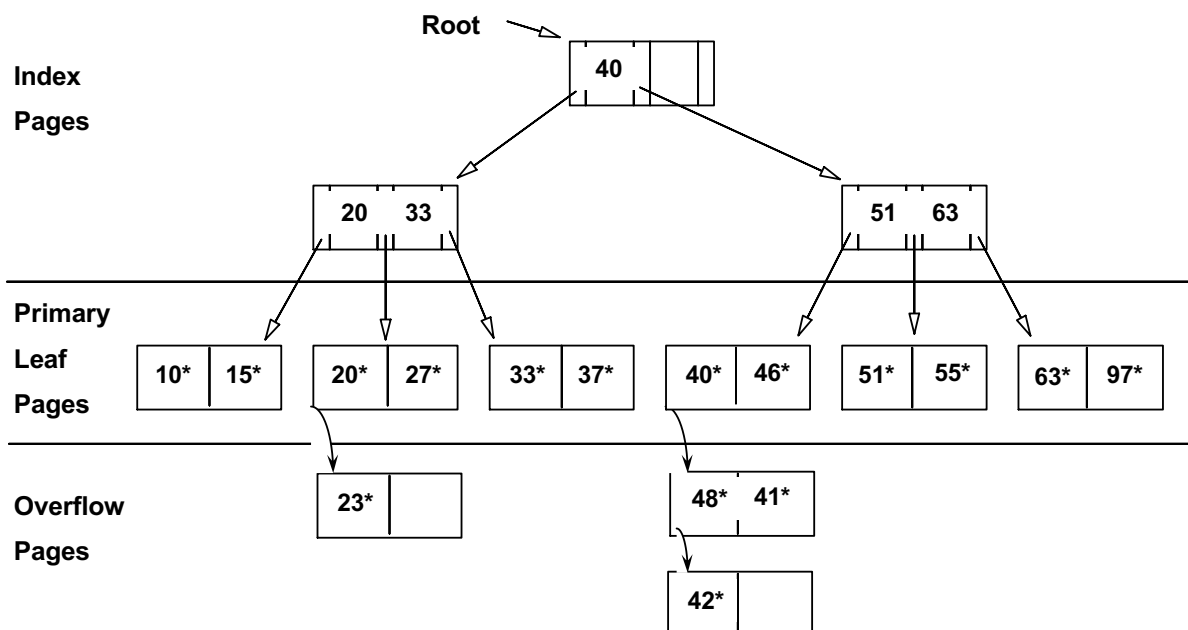 Root
Index
Pages
40
20 33
51 63
Primary
Leaf
Pages
10* 15*
20* 27*
33* 37*
40* 46*
51* 55*
63* 97*
Overflow
Pages
23*
48* 41*
42*